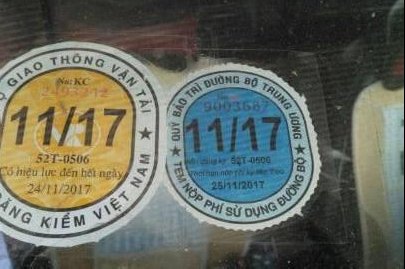 BỘ GIAO THÔNG VẬN TẢI
No: KC
11/17
52T-0506
Có hiệu lực đến hết ngày
24/11/2017
ĐĂNG KIỂM VIỆT NAM
QUỸ BẢO TRÌ ĐƯỜNG BỘ TRUNG ƯƠNG
9003687
11/17
52T-0506
25/11/2017
TEM NỘP PHÍ SỬ DỤNG ĐƯỜNG BỘ